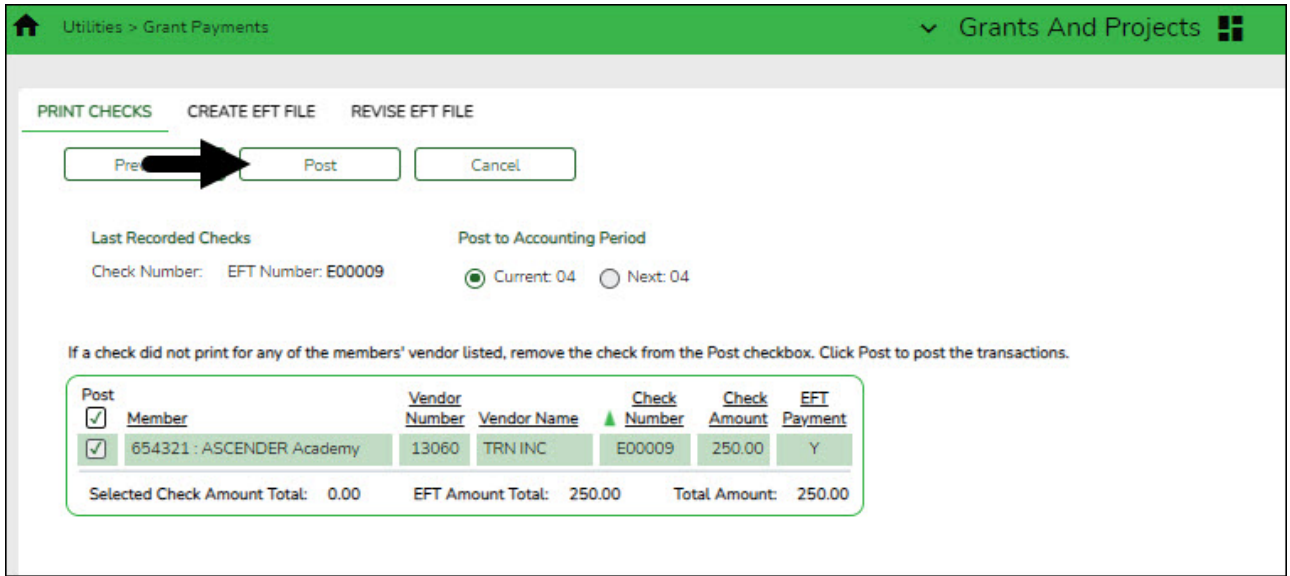 Utilities > Grant Payments
Grants And Projects
PRINT CHECKS CREATE EFT FILE REVISE EFT FILE
Post Cancel
Last Recorded Checks Post to Accounting Period
Check Number: EFT Number: E00009
Current: 04 Next: 04
If a check did not print for any of the members' vendor listed, remove the check from the Post checkbox. Click Post to post the transactions.
Post Vendor Check Check EFT
Member Number Vendor Name Number Amount Payment
654321 : ASCENDER Academy 13060 TRN INC E00009 250.00 Y
Selected Check Amount Total: 0.00 EFT Amount Total: 250.00 Total Amount: 250.00